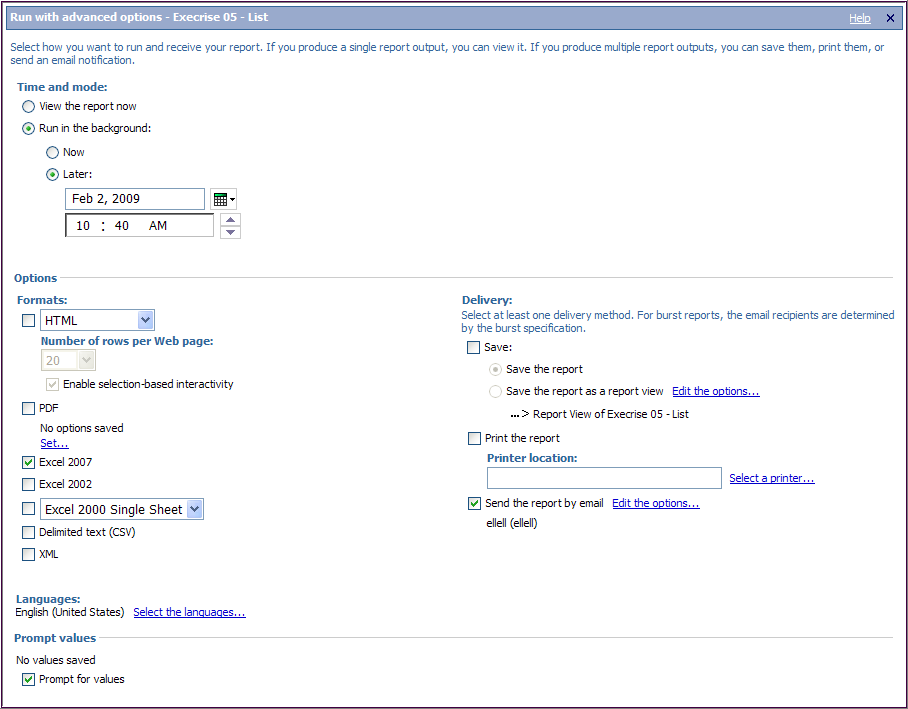 Run with advanced options - Execrise 05 - List
Help
Select how you want to run and receive your report. If you produce a single report output, you can view it. If you produce multiple report outputs, you can save them, print them, or
send an email notification.
Time and mode:
View the report now
Run in the background:
Now
Later:
Feb 2, 2009
10 : 40 AM
Options
Formats:
HTML
Number of rows per Web page:
20
Enable selection-based interactivity
PDF
No options saved
Set...
Excel 2007
Excel 2002
Excel 2000 Single Sheet
Delimited text (CSV)
XML
Delivery:
Select at least one delivery method. For burst reports, the email recipients are determined
by the burst specification.
Save:
Save the report
Save the report as a report view Edit the options...
... > Report View of Execrise 05 - List
Print the report
Printer location:
Select a printer...
Send the report by email Edit the options...
ellell (ellell)
Languages:
English (United States) Select the languages...
Prompt values
No values saved
Prompt for values